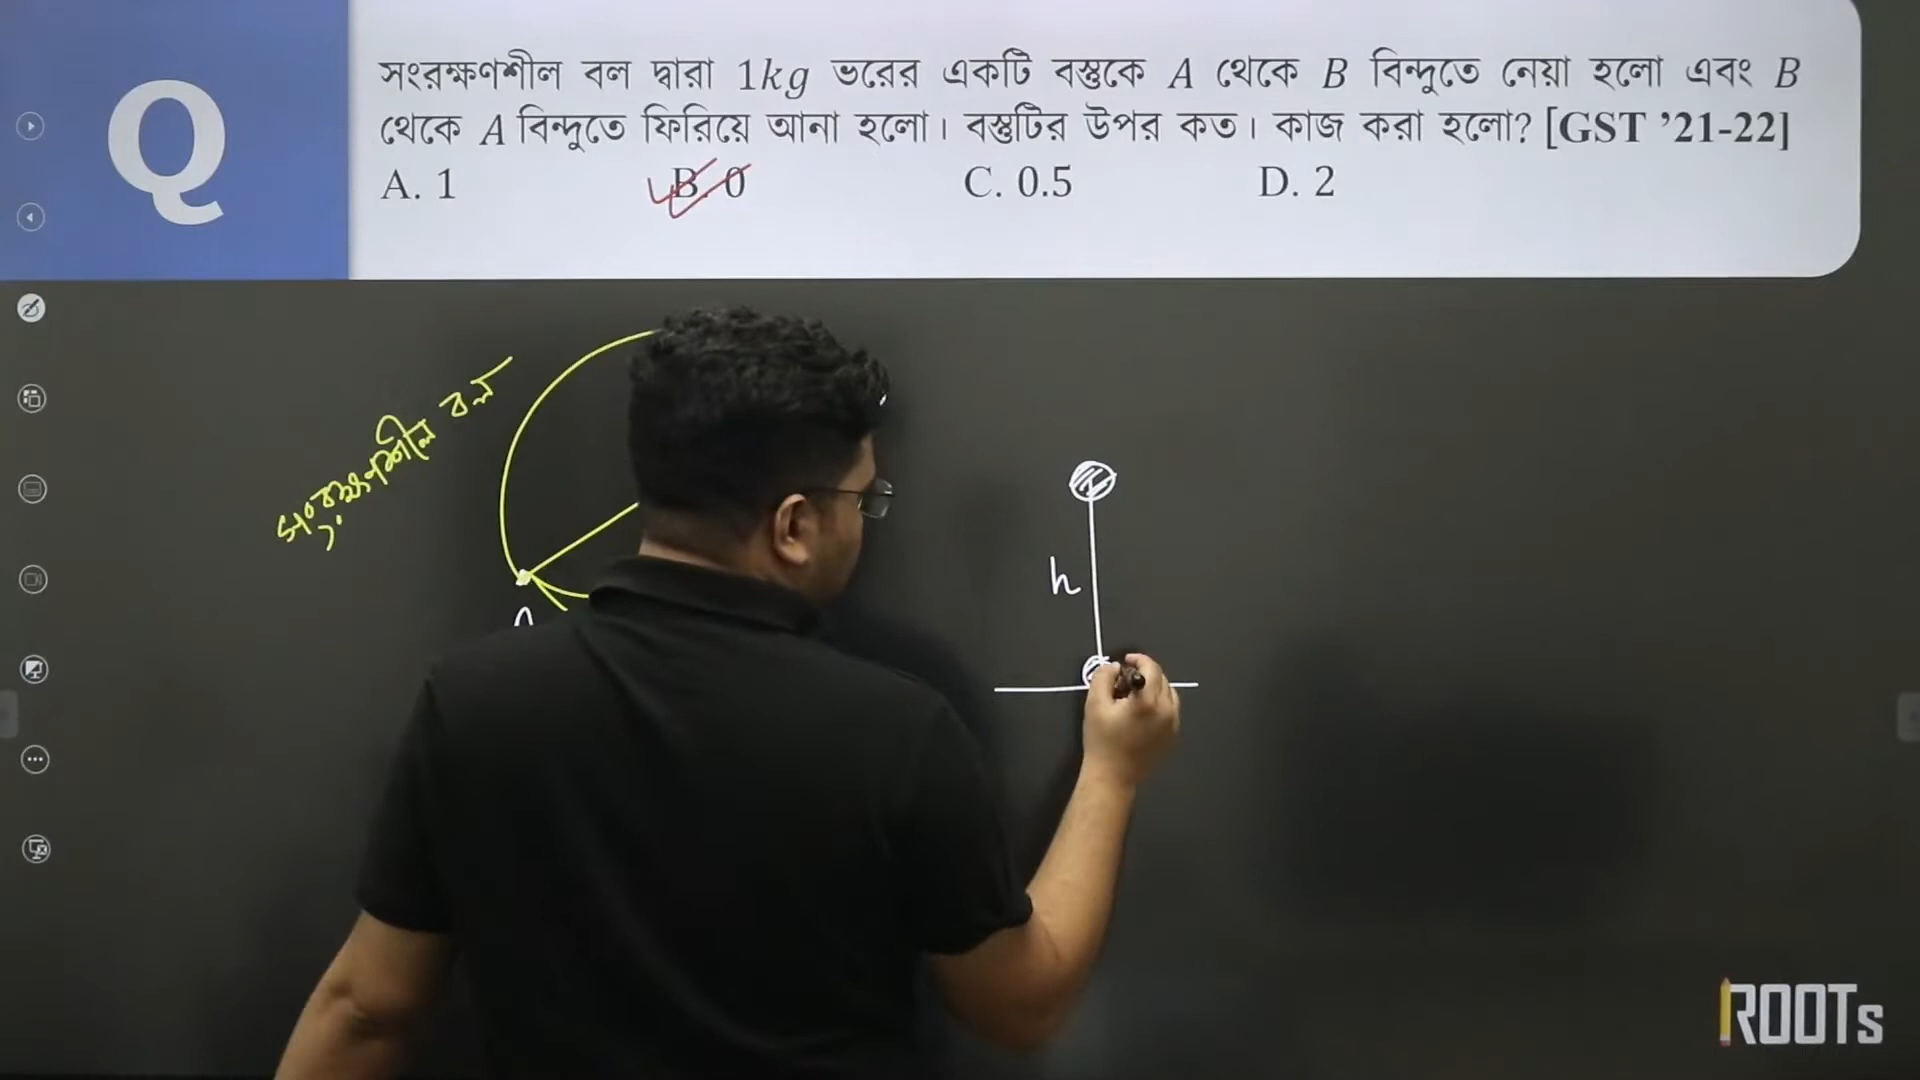 Q
সংরক্ষণশীল বল দ্বারা 1kg ভরের একটি বস্তুকে A থেকে B বিন্দুতে নেয়া হলো এবং B
থেকে A বিন্দুতে ফিরিয়ে আনা হলো। বস্তুটির উপর কত। কাজ করা হলো? [GST ’21-22]
A. 1 B. 0 C. 0.5 D. 2
সংরক্ষণশীল বল
h
ROOTs